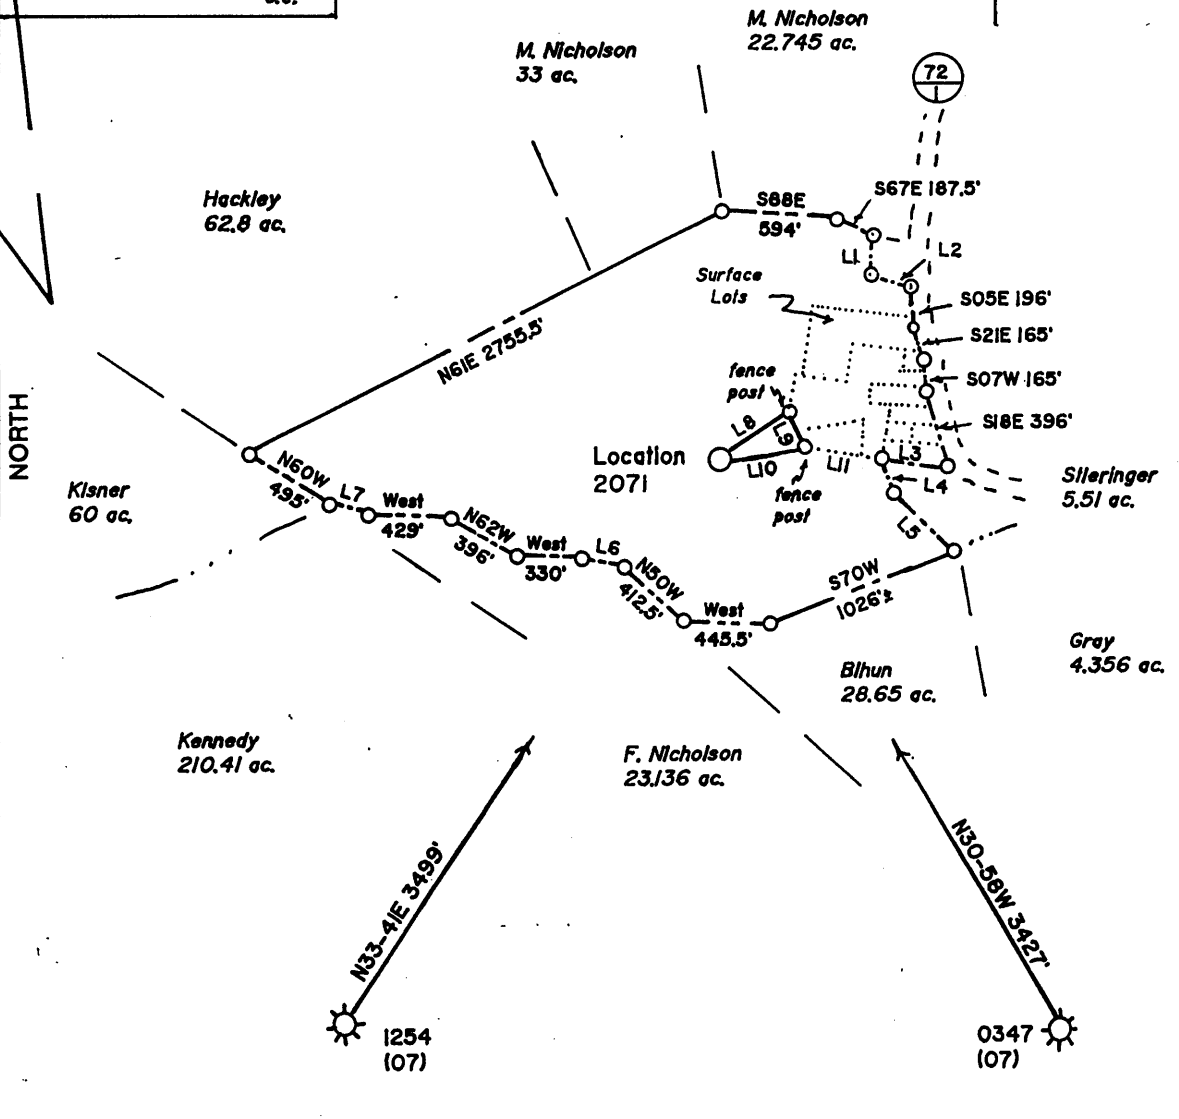 M. Nicholson
22.745 ac.
M. Nicholson
33 ac.
72
1
Hackley
62.8 ac.
S67E 187.5'
S88E
594'
L1
L2
Surface
Lots
S05E 196'
S21E 165'
N61E 2755.5'
fence
post
S07W 165'
S18E 396'
NORTH
L8
L9
L10
L11
L3
L4
Location
2071
fence
post
Stieringer
5.51 ac.
Kisner
60 ac.
N60W
495'
L7
West
429'
N62W
396'
West
330'
L6
N50W
412.5'
West
445.5'
L5
S70W
1026'±
Gray
4.356 ac.
Bihun
28.65 ac.
Kennedy
210.41 ac.
F. Nicholson
23.136 ac.
N33-41E 3499'
N30-58W 3427'
1254
(07)
0347
(07)